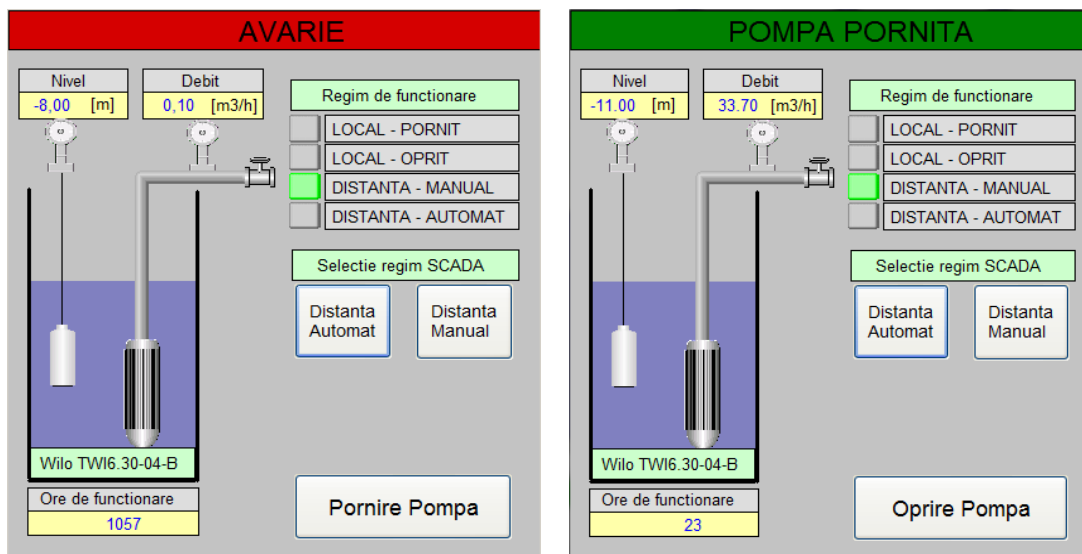 AVARIE
Nivel
Debit
-8,00 [m]
0,10 [m3/h]
Regim de functionare
LOCAL - PORNIT
LOCAL - OPRIT
DISTANTA - MANUAL
DISTANTA - AUTOMAT
Selectie regim SCADA
Distanta
Automat
Distanta
Manual
Wilo TWI6.30-04-B
Ore de functionare
1057
Pornire Pompa
POMPA PORNITA
Nivel
Debit
-11.00 [m]
33.70 [m3/h]
Regim de functionare
LOCAL - PORNIT
LOCAL - OPRIT
DISTANTA - MANUAL
DISTANTA - AUTOMAT
Selectie regim SCADA
Distanta
Automat
Distanta
Manual
Wilo TWI6.30-04-B
Ore de functionare
23
Oprire Pompa